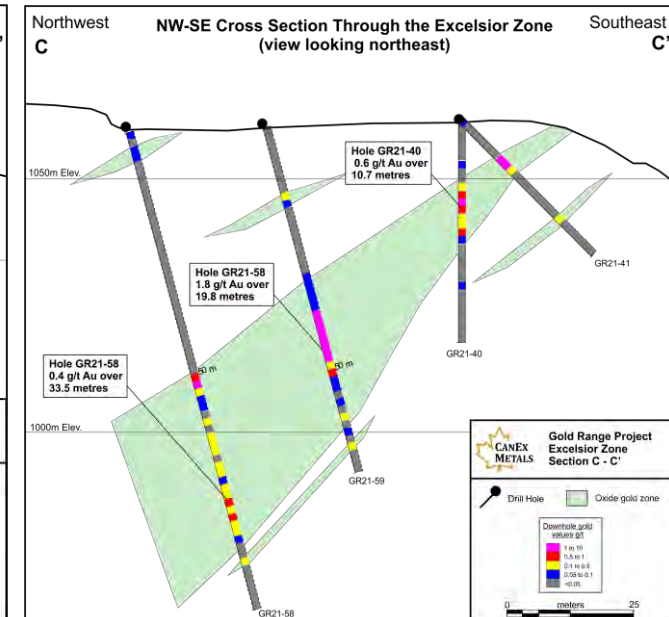 Northwest
NW-SE Cross Section Through the Excelsior Zone
Southeast
C
(view looking northeast)
C'
Hole GR21-40
0.6 g/t Au over
10.7 metres
1050m Elev.
GR21-41
Hole GR21-58
1.8 g/t Au over
19.8 metres
GR21-40
Hole GR21-58
0.4 g/t Au over
33.5 metres
50 m
50 m
1000m Elev.
GR21-59
GR21-58
CANEX
METALS
Gold Range Project
Excelsior Zone
Section C - C'
Drill Hole
Oxide gold zone
Downhole gold
values g/t
1 to 19
0.5 to 1
0.1 to 0.5
0.05 to 0.1
<0.05
0 meters 25